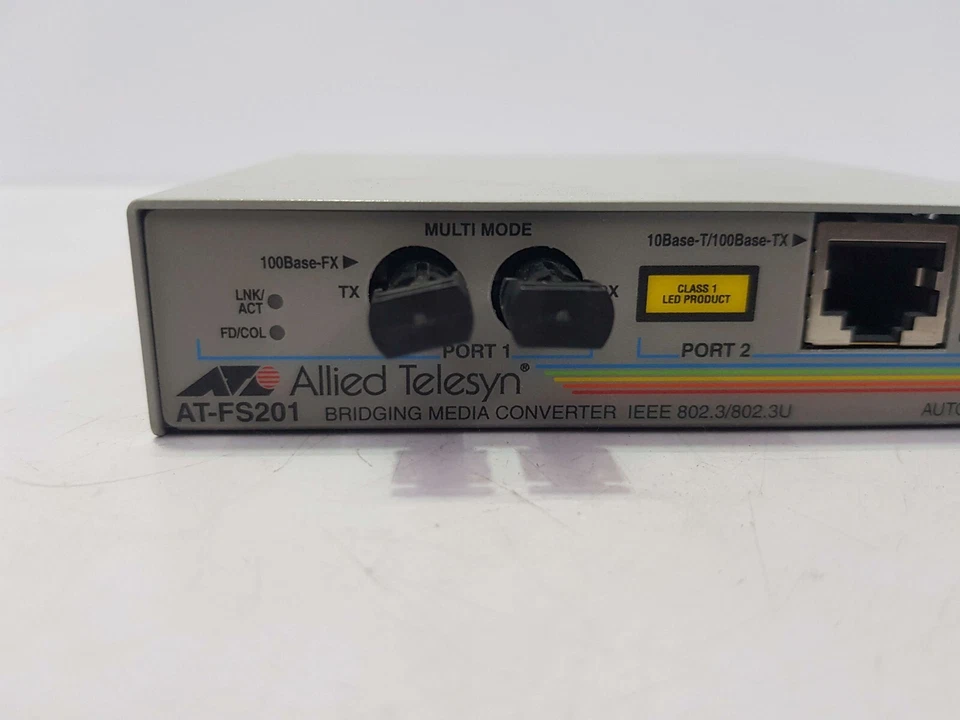 MULTI MODE
100Base-FX
10Base-T/100Base-TX
TX
LNK/
ACT
FD/COL
CLASS 1
LED PRODUCT
PORT 1
PORT 2
Allied Telesyn®
AT-FS201
BRIDGING MEDIA CONVERTER IEEE 802.3/802.3U
AUTO